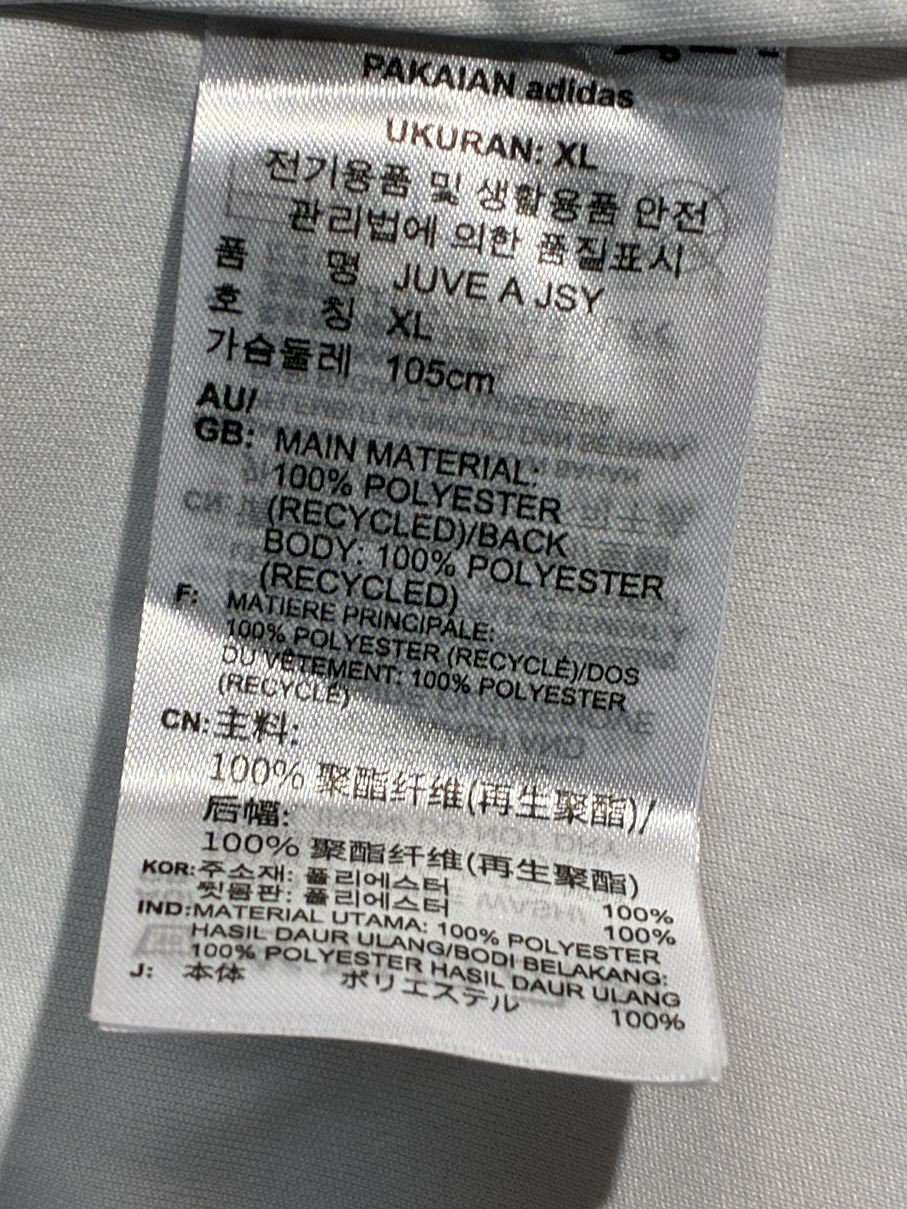 PAKAIAN adidas
UKURAN: XL
전기용품 및 생활용품 안전
관리법에 의한 품질표시
품 명 JUVE A JSY
호 칭 XL
가슴둘레 105cm
AU/
GB: MAIN MATERIAL:
100% POLYESTER
(RECYCLED)/BACK
BODY: 100% POLYESTER
(RECYCLED)
F: MATIERE PRINCIPALE:
100% POLYESTER (RECYCLÉ)/DOS
DU VÊTEMENT: 100% POLYESTER
(RECYCLÉ)
CN: 主料:
100% 聚酯纤维(再生聚酯)/
后幅:
100% 聚酯纤维(再生聚酯)
KOR: 주소재: 폴리에스터 100%
뒷몸판: 폴리에스터 100%
IND: MATERIAL UTAMA: 100% POLYESTER
HASIL DAUR ULANG/BODI BELAKANG:
100% POLYESTER HASIL DAUR ULANG
J: 本体 ポリエステル 100%